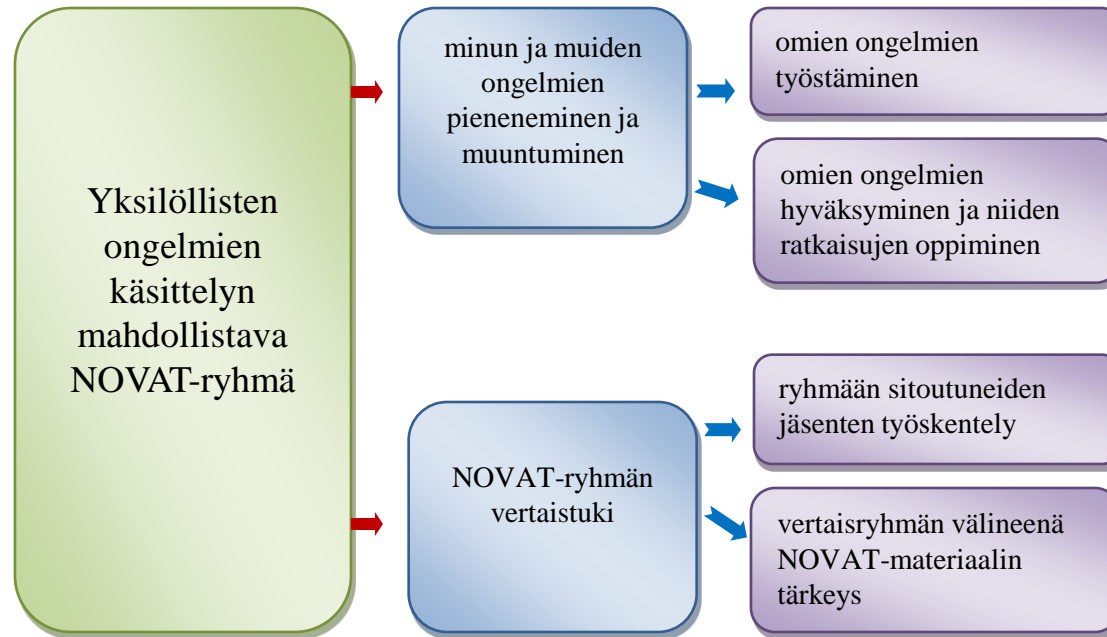 Yksilöllisten
ongelmien
käsittelyn
mahdollistava
NOVAT-ryhmä
minun ja muiden
ongelmien
pieneneminen ja
muuntuminen
omien ongelmien
työstäminen
omien ongelmien
hyväksyminen ja niiden
ratkaisujen oppiminen
NOVAT-ryhmän
vertaistuki
ryhmään sitoutuneiden
jäsenten työskentely
vertaisryhmän välineenä
NOVAT-materiaalin
tärkeys